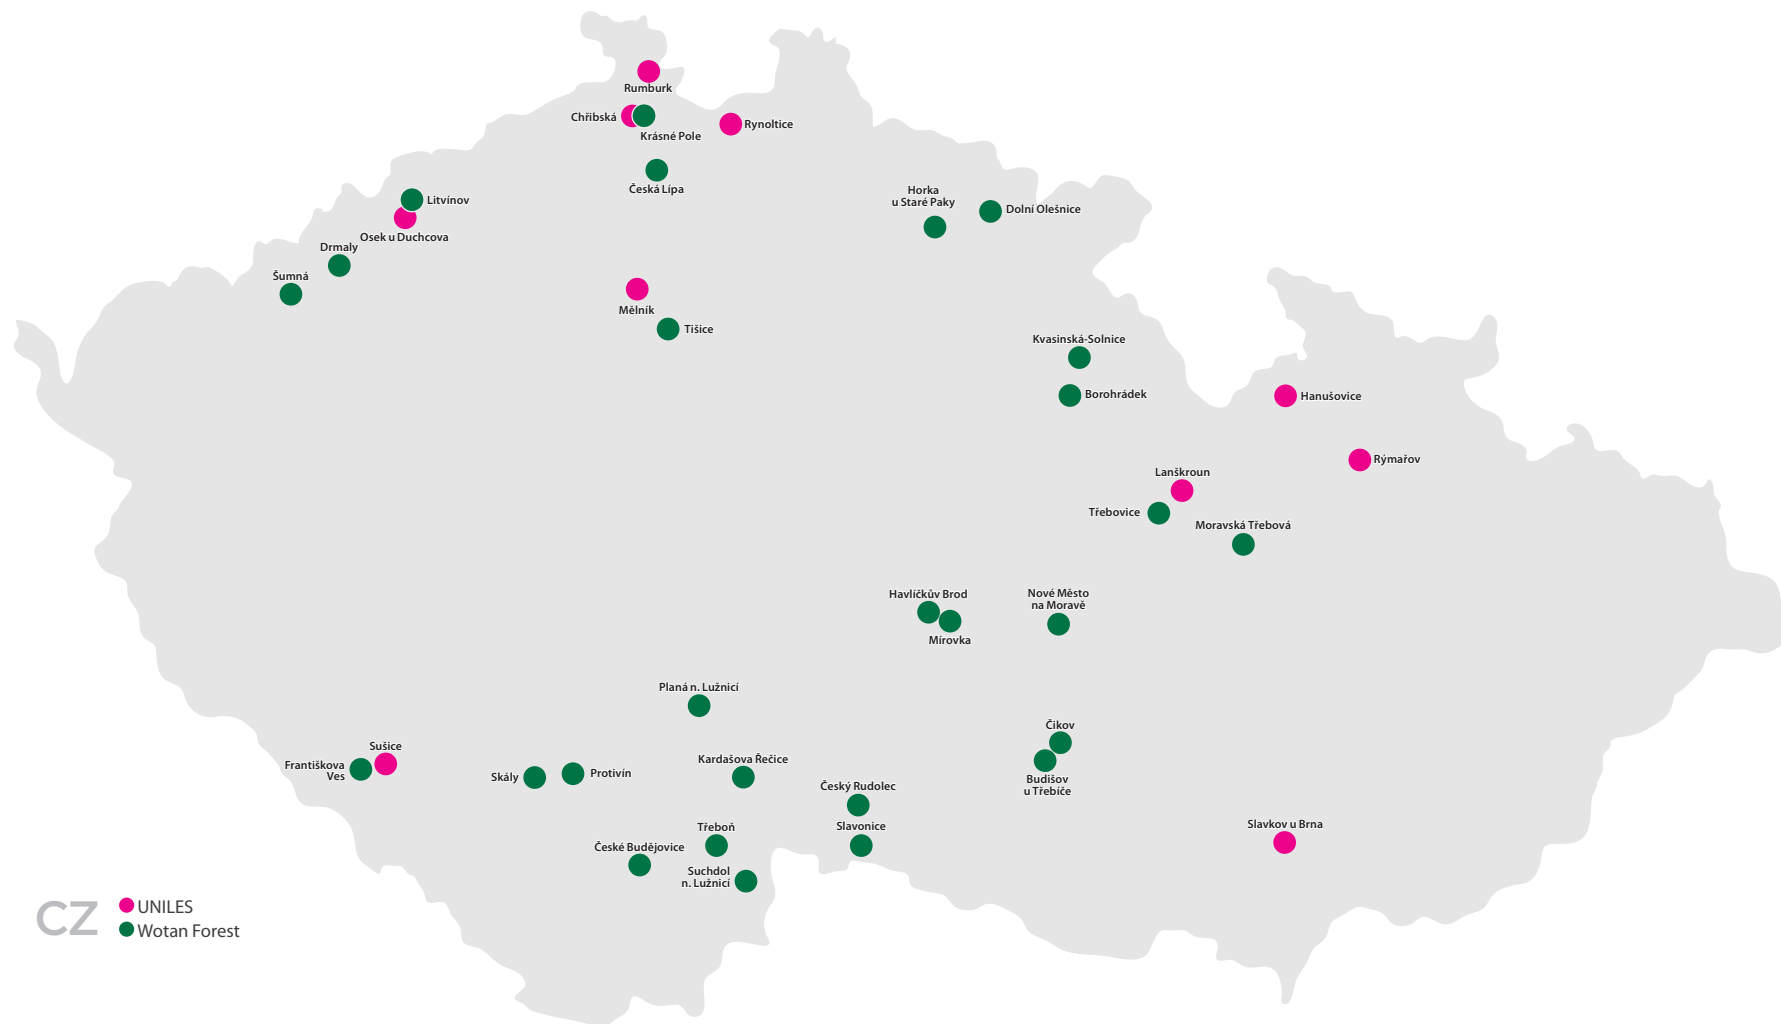 Rumburk
Chřibská
Krásné Pole
Rynoltice
Česká Lípa
Litvínov
Osek u Duchcova
Drmaly
Šumná
Horka
u Staré Paky
Dolní Olešnice
Mělník
Tišice
Kvasinská-Solnice
Borohrádek
Hanušovice
Rýmařov
Lanškroun
Třebovice
Moravská Třebová
Havlíčkův Brod
Mírovka
Nové Město
na Moravě
Planá n. Lužnicí
Čikov
Budišov
u Třebíče
Sušice
Františkova
Ves
Skály
Protivín
Kardašova Řečice
Český Rudolec
Slavonice
Třeboň
České Budějovice
Suchdol
n. Lužnicí
Slavkov u Brna
CZ
UNILES
Wotan Forest